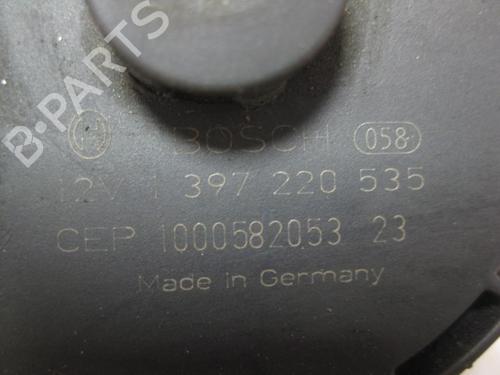 B-PARTS
BOSCH 058
12V 1 397 220 535
CEP 1000582053 23
Made in Germany